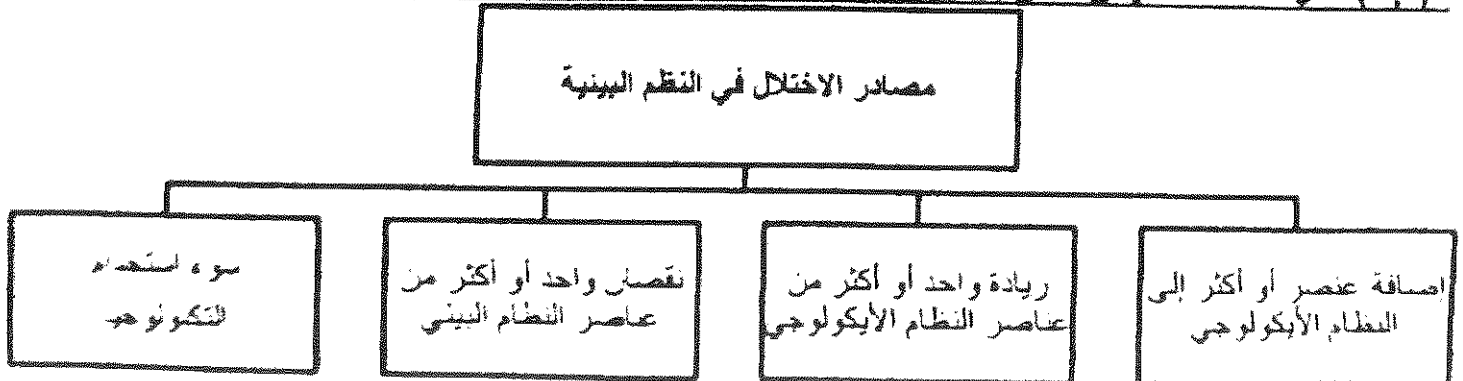 مصادر الاختلال في النظم البيئية
إضافة عنصر أو أكثر إلى
النظام الأيكولوجي
زيادة واحد أو أكثر من
عناصر النظام الأيكولوجي
نقصان واحد أو أكثر من
عناصر النظام البيئي
سوء استخدام
التكنولوجيا